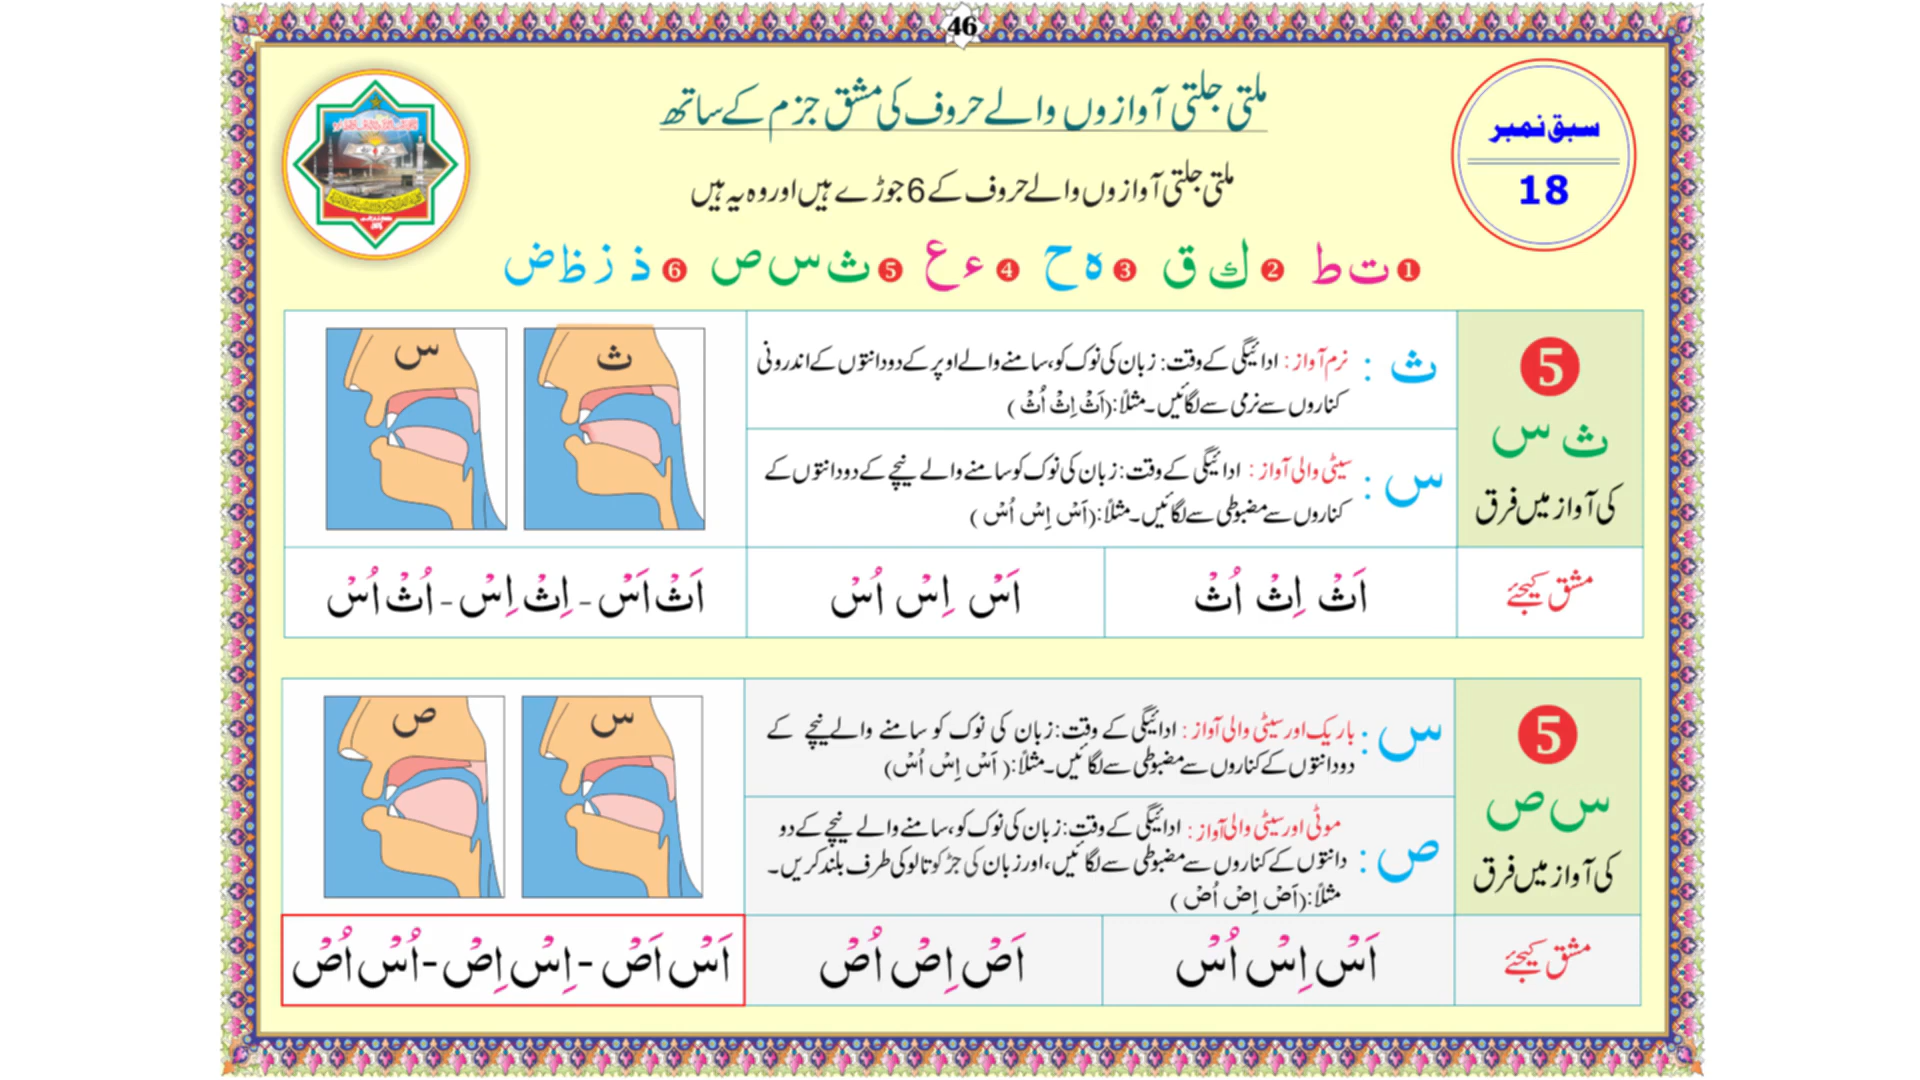 46
ملتی جلتی آوازوں والے حروف کی مشق جزم کے ساتھ
سبق نمبر
18
ملتی جلتی آوازوں والے حروف کے 6 جوڑے ہیں اور وہ یہ ہیں
1 ت ط 2 ك ق 3 ه ح 4 ء ع 5 ث س ص 6 ذ ز ظ ض
5
ث س
کی آواز میں فرق
ث : نرم آواز : ادائیگی کے وقت: زبان کی نوک کو، سامنے والے اوپر کے دو دانتوں کے اندرونی
کناروں سے نرمی سے لگائیں۔ مثلاً: (اَثْ اِثْ اُثْ)
س : سیٹی والی آواز : ادائیگی کے وقت: زبان کی نوک کو سامنے والے نیچے کے دو دانتوں کے
کناروں سے مضبوطی سے لگائیں۔ مثلاً: (اَسْ اِسْ اُسْ)
ث
س
مشق کیجئے
اَثْ اِثْ اُثْ
اَسْ اِسْ اُسْ
اَثْ اَسْ - اِثْ اِسْ - اُثْ اُسْ
5
س ص
کی آواز میں فرق
س : باریک اور سیٹی والی آواز : ادائیگی کے وقت: زبان کی نوک کو سامنے والے نیچے کے
دو دانتوں کے کناروں سے مضبوطی سے لگائیں۔ مثلاً: (اَسْ اِسْ اُسْ)
ص : موٹی اور سیٹی والی آواز : ادائیگی کے وقت: زبان کی نوک کو، سامنے والے نیچے کے دو
دانتوں کے کناروں سے مضبوطی سے لگائیں، اور زبان کی جڑ کو تالو کی طرف بلند کریں۔
مثلاً: (اَصْ اِصْ اُصْ)
س
ص
مشق کیجئے
اَسْ اِسْ اُسْ
اَصْ اِصْ اُصْ
اَسْ اَصْ - اِسْ اِصْ - اُسْ اُصْ